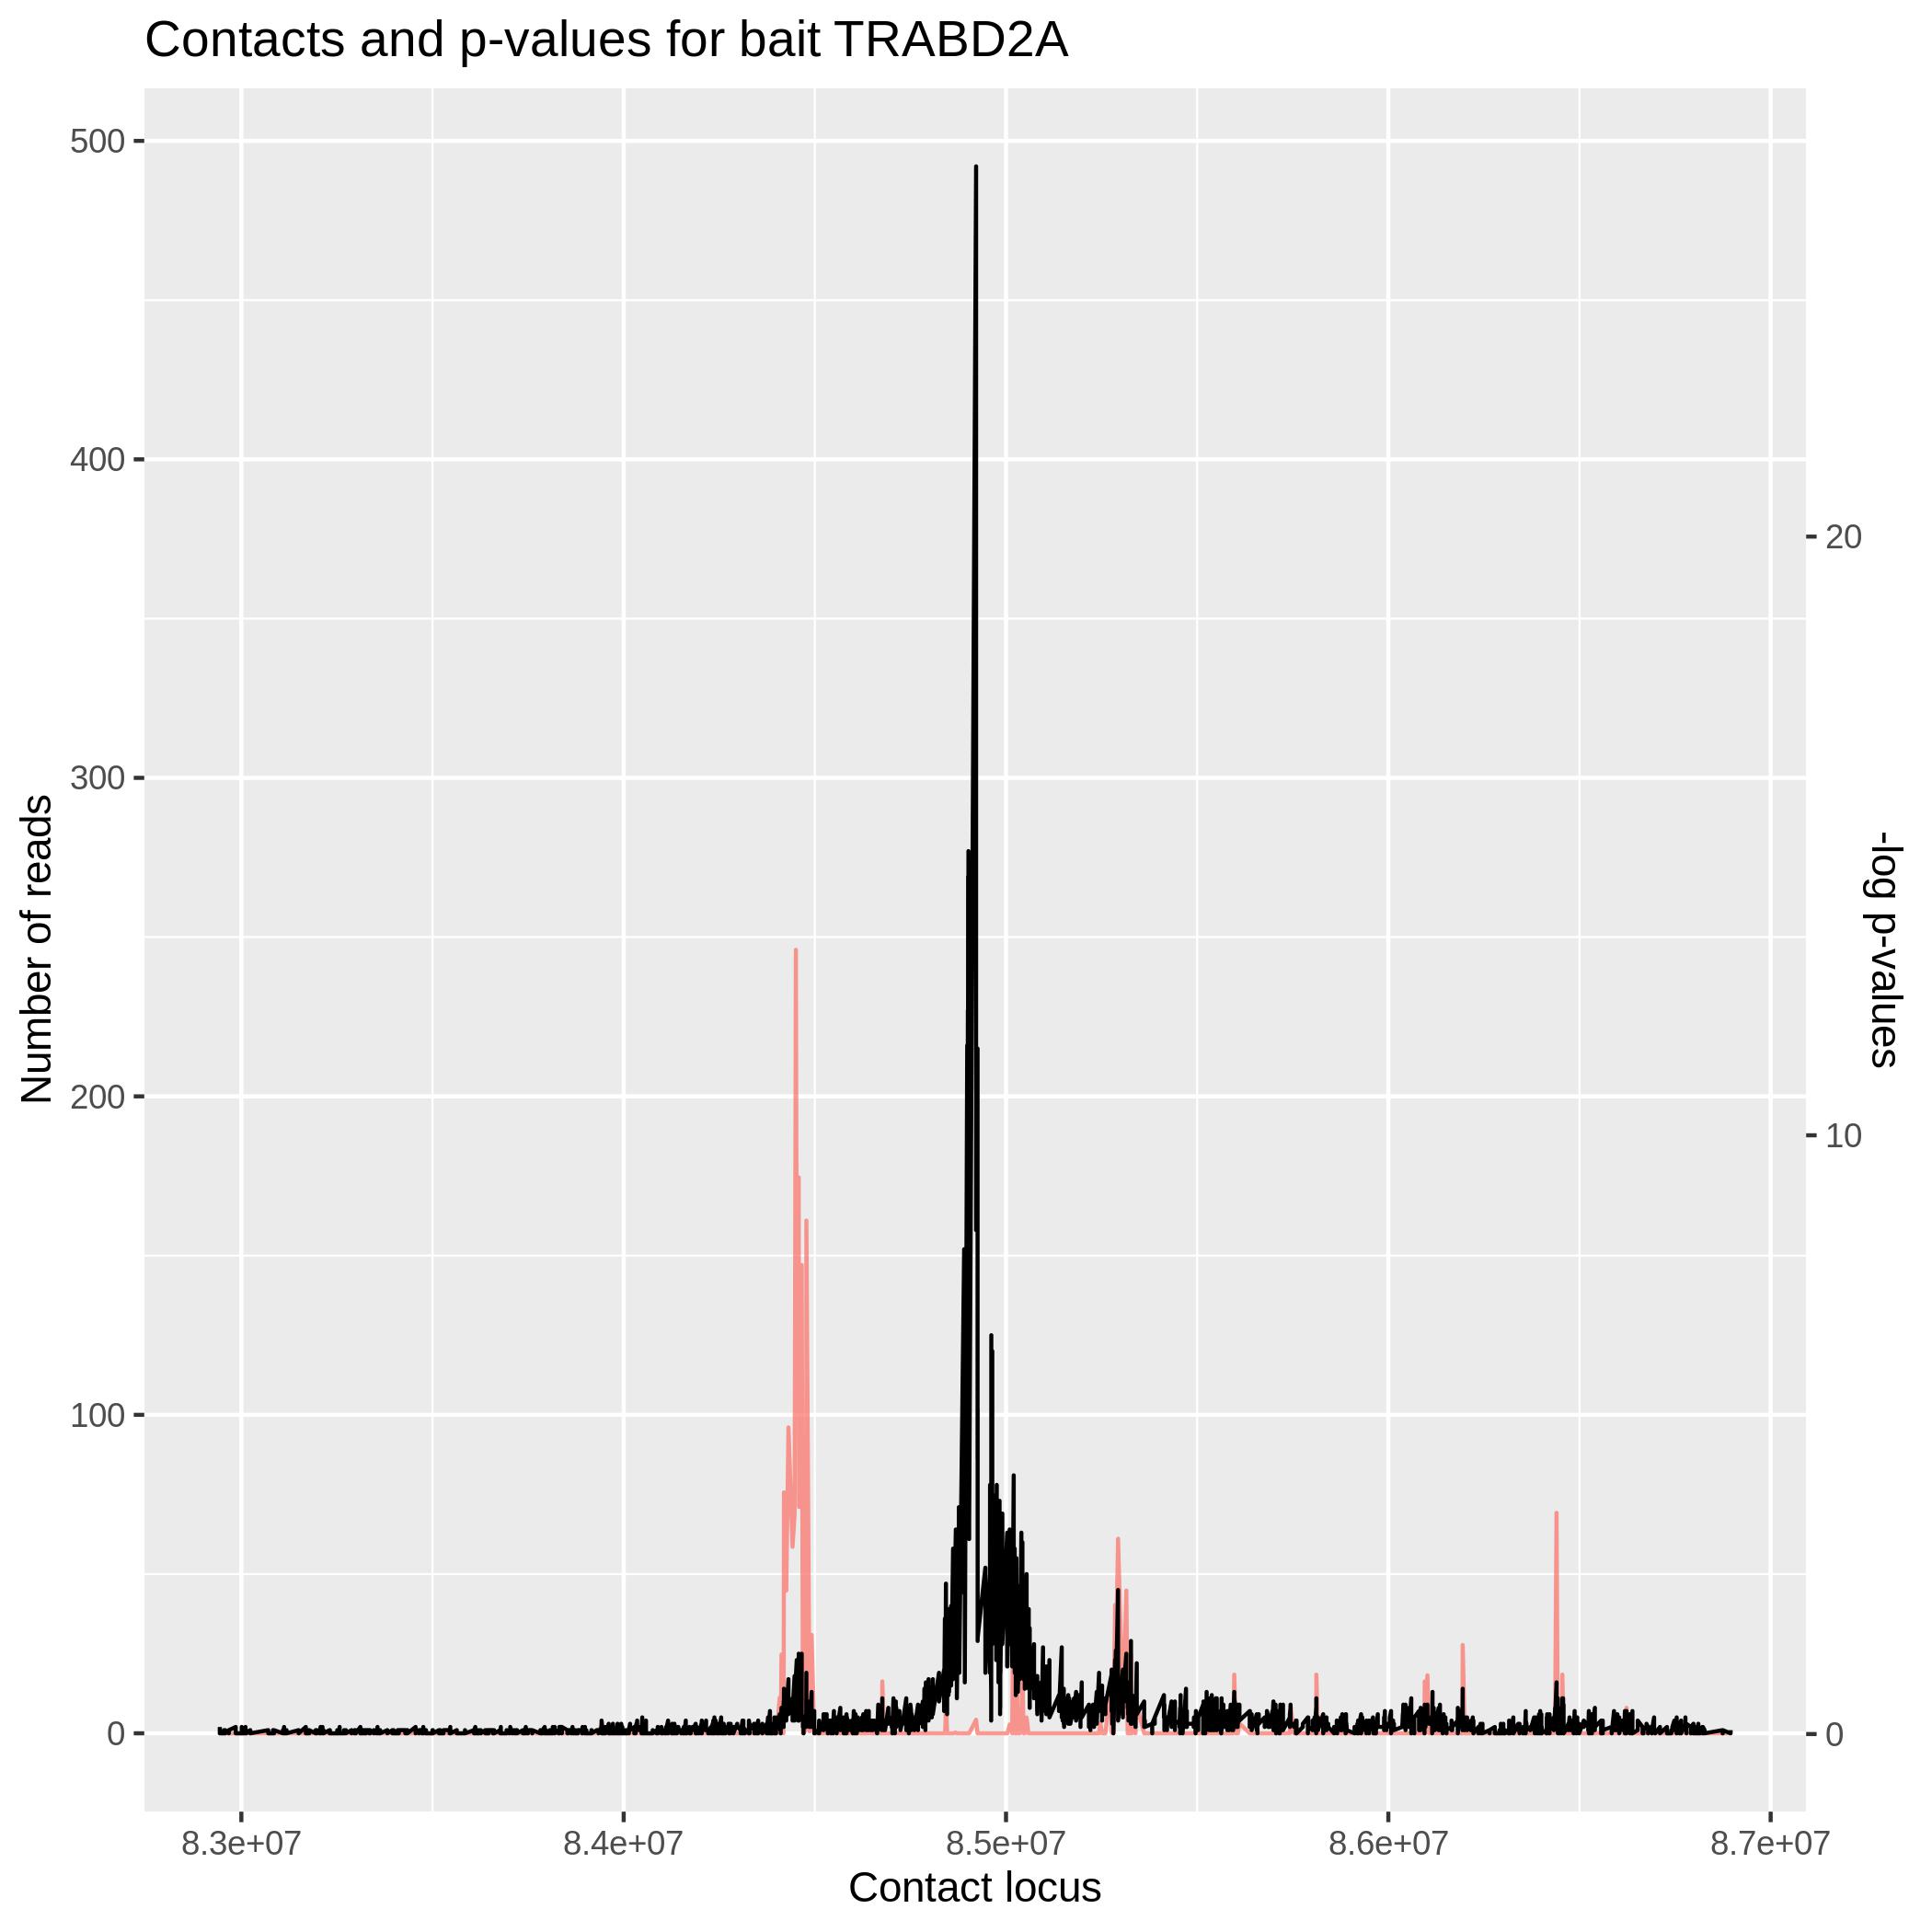 Contacts and p-values for bait TRABD2A
500
400
300
200
100
0
Number of reads
20
10
0
-log p-values
8.3e+07
8.4e+07
8.5e+07
8.6e+07
8.7e+07
Contact locus